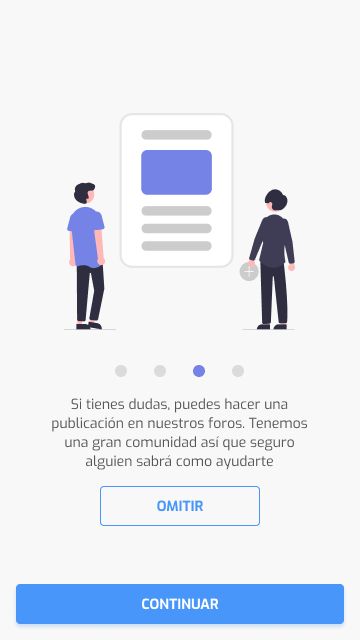 Si tienes dudas, puedes hacer una
publicación en nuestros foros. Tenemos
una gran comunidad así que seguro
alguien sabrá como ayudarte
OMITIR
CONTINUAR